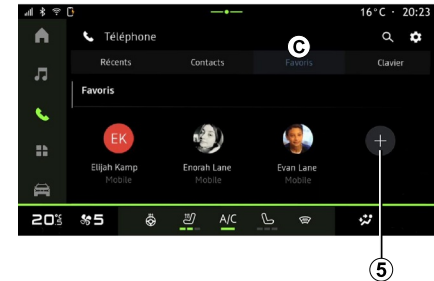 16°C · 20:23
Téléphone
C
Récents Contacts Favoris Clavier
Favoris
EK
Elijah Kamp Enorah Lane Evan Lane
Mobile Mobile Mobile
20°5 5 A/C
5